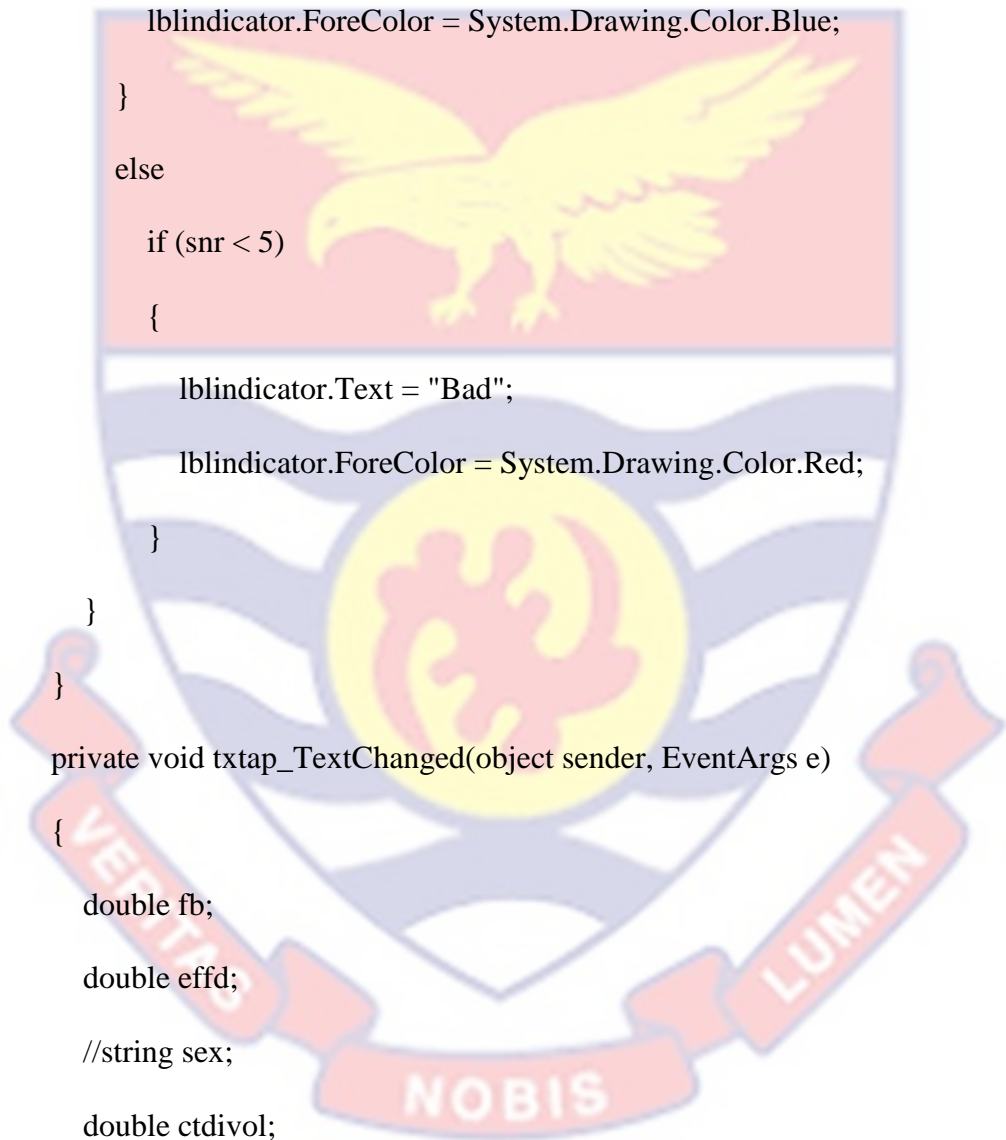 lblindicator.ForeColor = System.Drawing.Color.Blue;
}
else
if (snr < 5)
{
lblindicator.Text = "Bad";
lblindicator.ForeColor = System.Drawing.Color.Red;
}
}
}
private void txtap_TextChanged(object sender, EventArgs e)
{
double fb;
double effd;
//string sex;
double ctdivol;
VERITAS
NOBIS
LUMEN